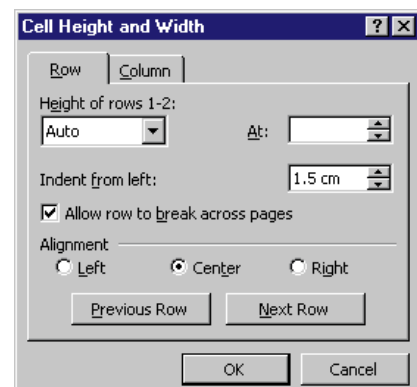 Cell Height and Width
Row Column
Height of rows 1-2:
Auto At:
Indent from left: 1.5 cm
Allow row to break across pages
Alignment
Left Center Right
Previous Row Next Row
OK Cancel